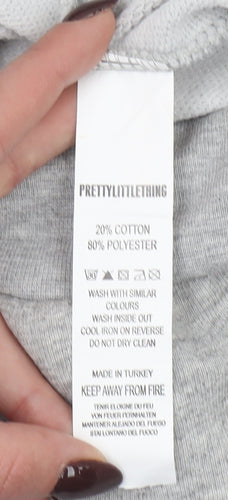 PRETTYLITTLETHING
20% COTTON
80% POLYESTER
WASH WITH SIMILAR
COLOURS
WASH INSIDE OUT
COOL IRON ON REVERSE
DO NOT DRY CLEAN
MADE IN TURKEY
KEEP AWAY FROM FIRE
TENIR ELOIGNE DU FEU
VON FEUER FERNHALTEN
MANTENER ALEJADO DEL FUEGO
STAI LONTANO DEL FUOCO